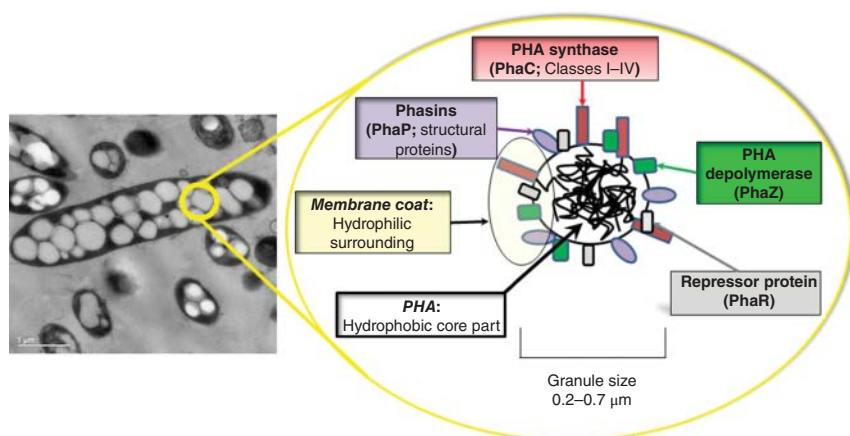 PHA synthase
(PhaC; Classes I–IV)
Phasins
(PhaP; structural
proteins)
PHA
depolymerase
(PhaZ)
Membrane coat:
Hydrophilic
surrounding
Repressor protein
(PhaR)
PHA:
Hydrophobic core part
1 μm
Granule size
0.2–0.7 μm